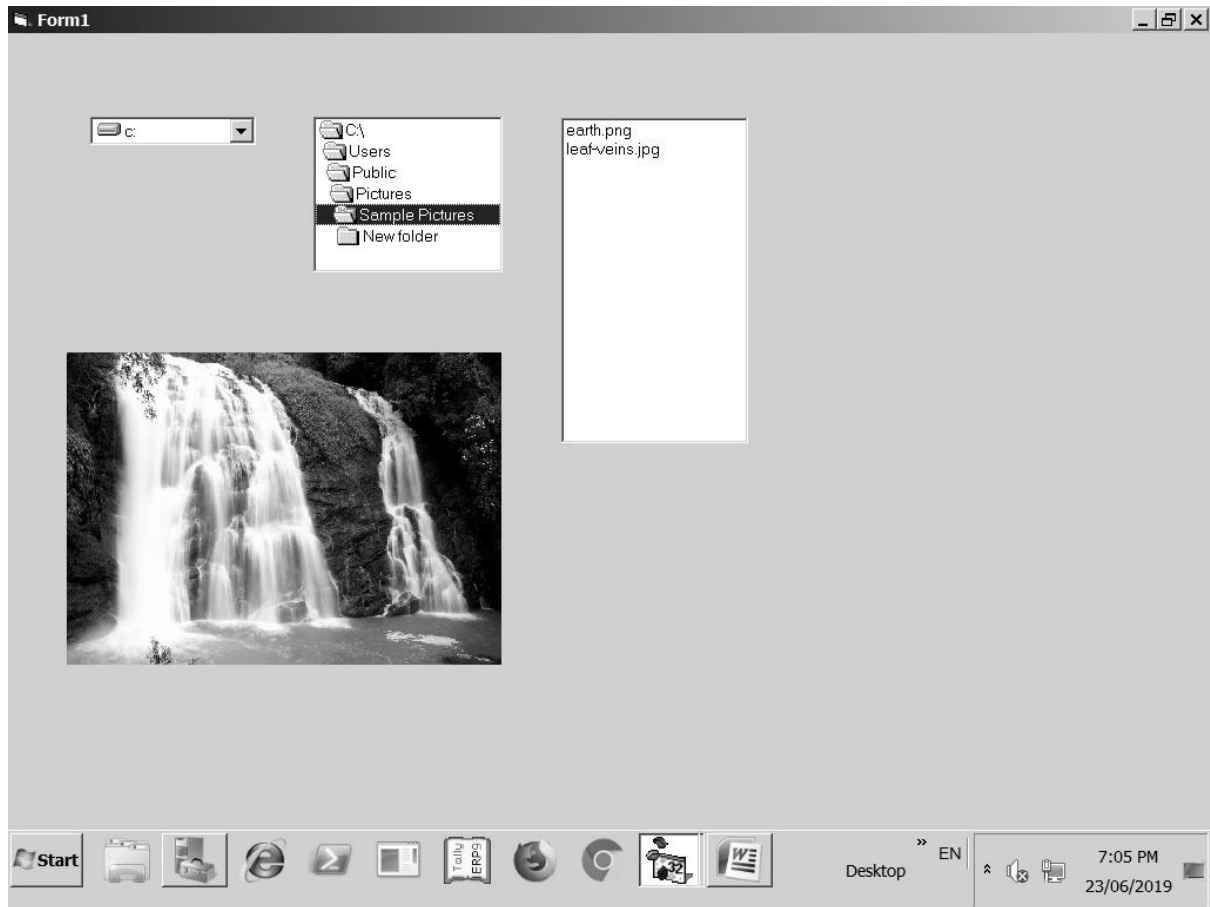 Form1
c:
C:\
Users
Public
Pictures
Sample Pictures
New folder
earth.png
leaf-veins.jpg
Start
Tally
ERP9
32
W
Desktop
»
EN
7:05 PM
23/06/2019